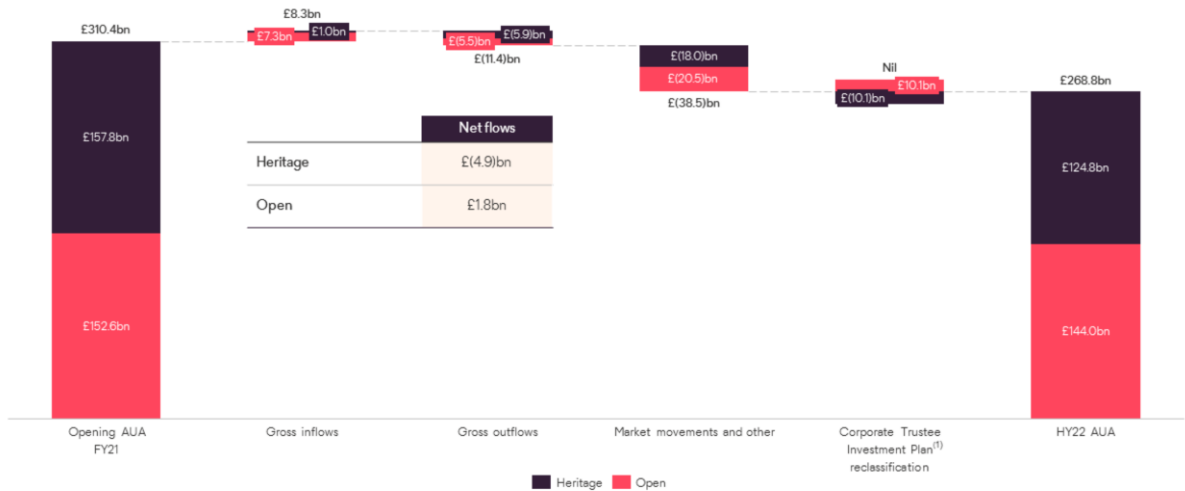 £310.4bn
£157.8bn
£152.6bn
£8.3bn
£7.3bn
£1.0bn
£(5.5)bn
£(5.9)bn
£(11.4)bn
£(18.0)bn
£(20.5)bn
£(38.5)bn
Nil
£10.1bn
£(10.1)bn
£268.8bn
£124.8bn
£144.0bn
Net flows
Heritage £(4.9)bn
Open £1.8bn
Opening AUA
FY21
Gross inflows
Gross outflows
Market movements and other
Corporate Trustee
Investment Plan(1)
reclassification
HY22 AUA
Heritage Open